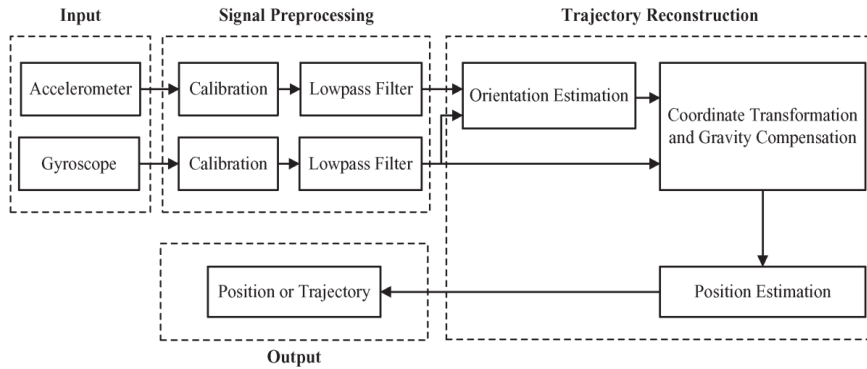 Input
Signal Preprocessing
Trajectory Reconstruction
Accelerometer
Calibration
Lowpass Filter
Orientation Estimation
Coordinate Transformation
and Gravity Compensation
Gyroscope
Calibration
Lowpass Filter
Position or Trajectory
Position Estimation
Output